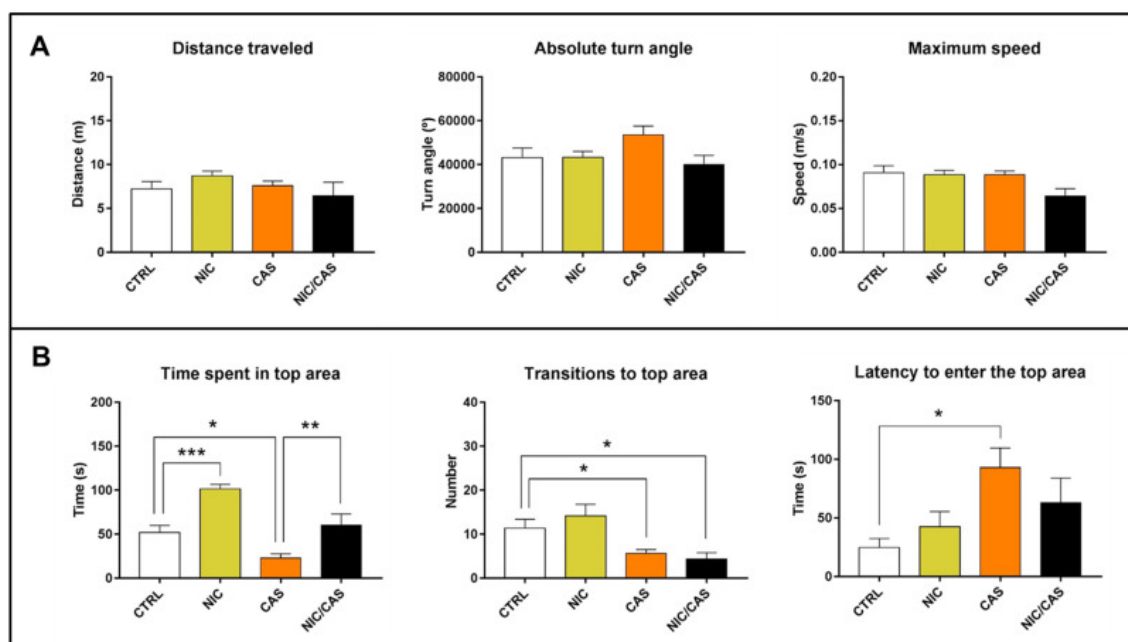 A
Distance traveled
Distance (m)
20
15
10
5
0
CTRL
NIC
CAS
NIC/CAS
Absolute turn angle
Turn angle (º)
80000
60000
40000
20000
0
CTRL
NIC
CAS
NIC/CAS
Maximum speed
Speed (m/s)
0.20
0.15
0.10
0.05
0.00
CTRL
NIC
CAS
NIC/CAS
B
Time spent in top area
Time (s)
200
150
100
50
0
*
**
***
CTRL
NIC
CAS
NIC/CAS
Transitions to top area
Number
40
30
20
10
0
*
*
CTRL
NIC
CAS
NIC/CAS
Latency to enter the top area
Time (s)
150
100
50
0
*
CTRL
NIC
CAS
NIC/CAS